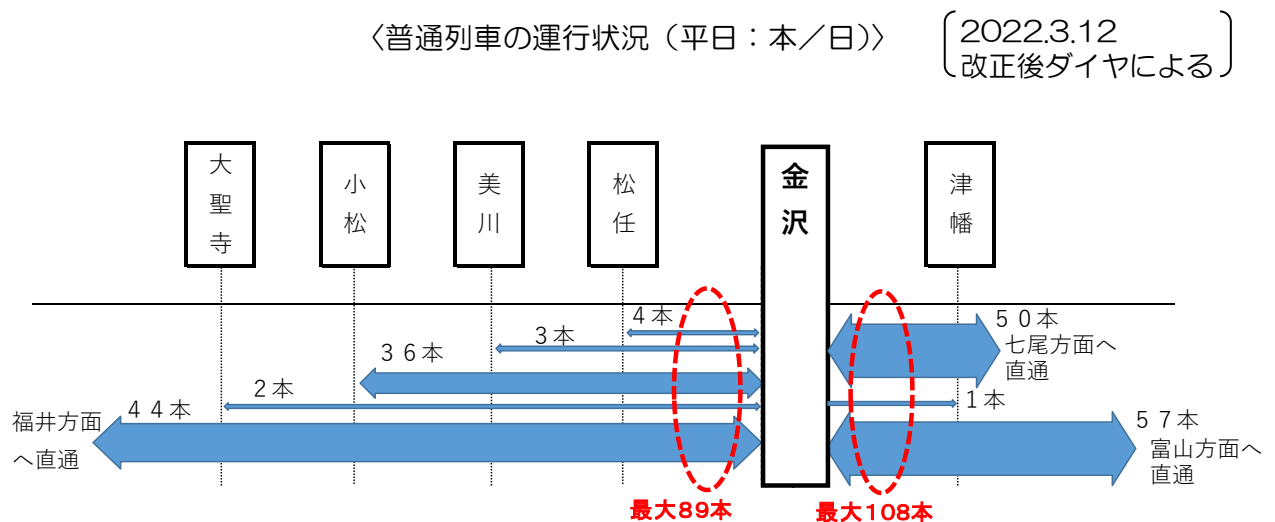 〈普通列車の運行状況（平日：本／日）〉
2022.3.12
改正後ダイヤによる
大聖寺
小松
美川
松任
金沢
津幡
4本
3本
３６本
2本
４４本
福井方面
へ直通
５０本
七尾方面へ
直通
1本
５７本
富山方面へ
直通
最大89本
最大108本